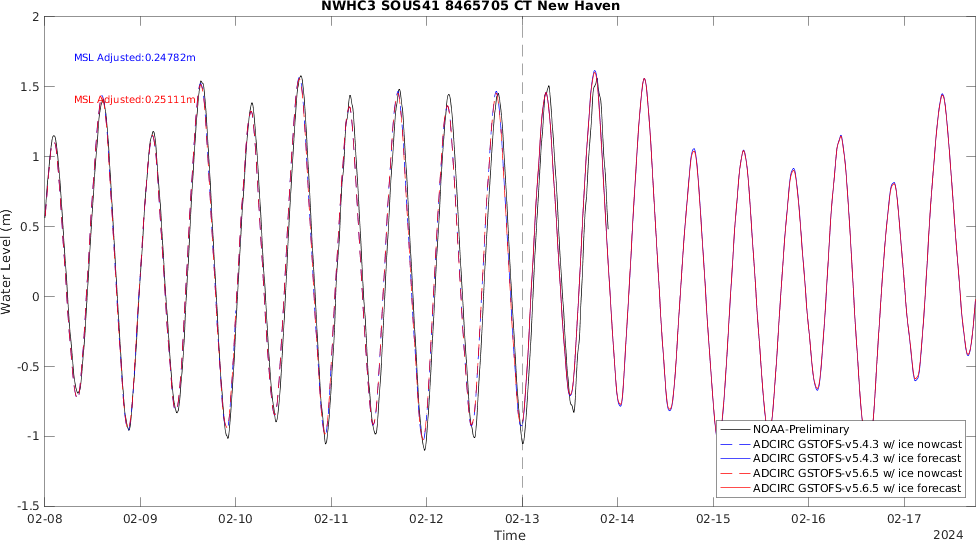 NWHC3 SOUS41 8465705 CT New Haven
MSL Adjusted:0.24782m
MSL Adjusted:0.25111m
Water Level (m)
2
1.5
1
0.5
0
-0.5
-1
-1.5
NOAA-Preliminary
ADCIRC GSTOFS-v5.4.3 w/ ice nowcast
ADCIRC GSTOFS-v5.4.3 w/ ice forecast
ADCIRC GSTOFS-v5.6.5 w/ ice nowcast
ADCIRC GSTOFS-v5.6.5 w/ ice forecast
02-08 02-09 02-10 02-11 02-12 02-13 02-14 02-15 02-16 02-17
Time
2024